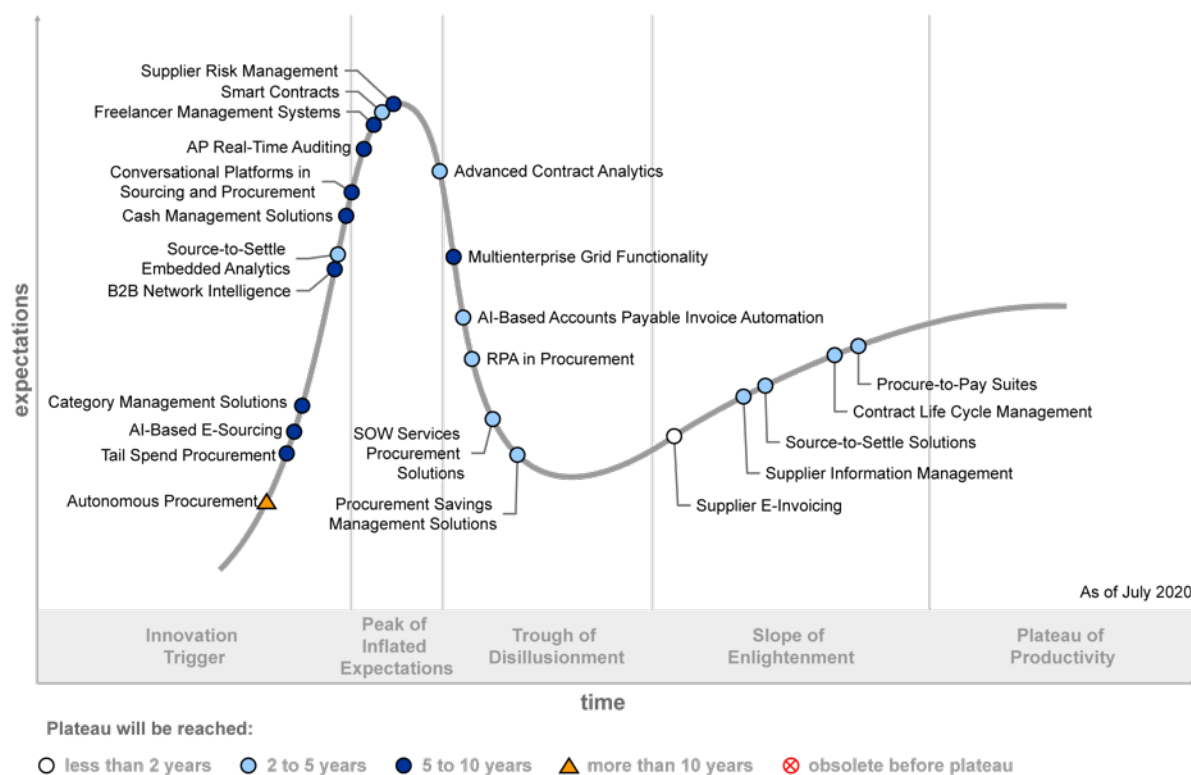 Supplier Risk Management
Smart Contracts
Freelancer Management Systems
AP Real-Time Auditing
Conversational Platforms in
Sourcing and Procurement
Cash Management Solutions
Source-to-Settle
Embedded Analytics
B2B Network Intelligence
Category Management Solutions
AI-Based E-Sourcing
Tail Spend Procurement
Autonomous Procurement
Advanced Contract Analytics
Multienterprise Grid Functionality
AI-Based Accounts Payable Invoice Automation
RPA in Procurement
SOW Services
Procurement
Solutions
Procurement Savings
Management Solutions
Procure-to-Pay Suites
Contract Life Cycle Management
Source-to-Settle Solutions
Supplier Information Management
Supplier E-Invoicing
expectations
As of July 2020
Innovation
Trigger
Peak of
Inflated
Expectations
Trough of
Disillusionment
Slope of
Enlightenment
Plateau of
Productivity
time
Plateau will be reached:
less than 2 years
2 to 5 years
5 to 10 years
more than 10 years
obsolete before plateau